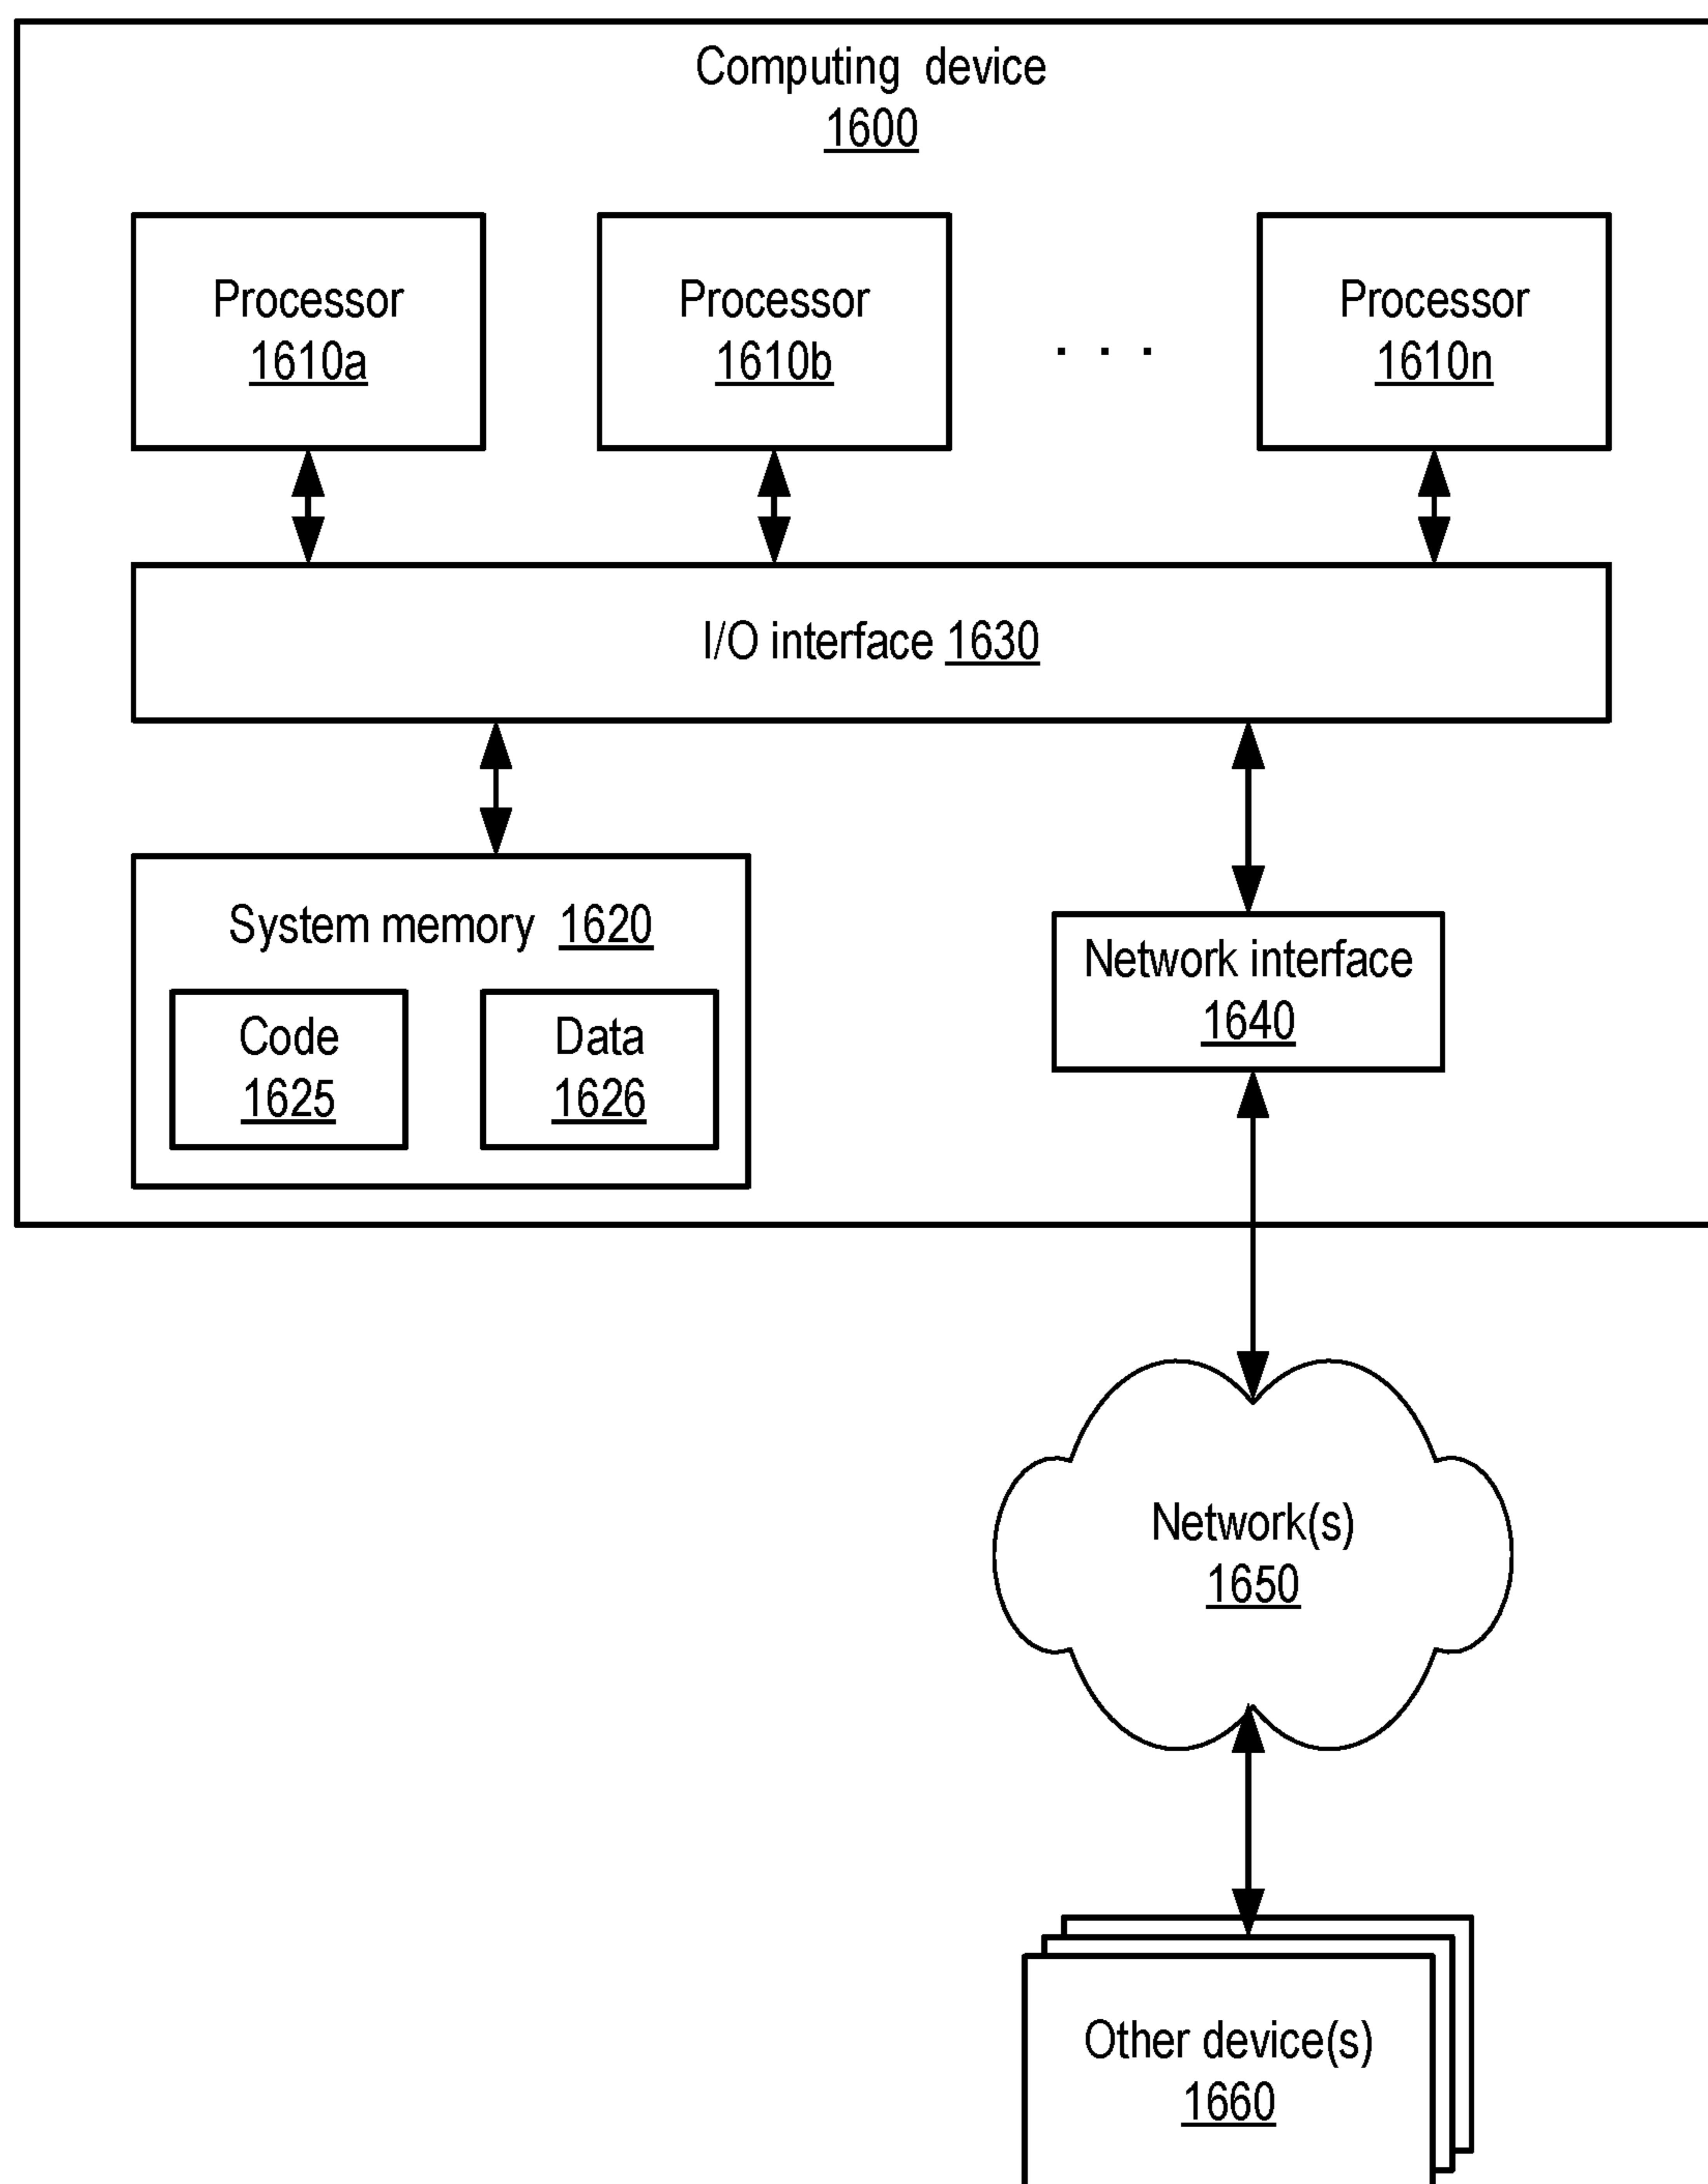 Computing device
1600
Processor
1610a
Processor
1610b
. . .
Processor
1610n
I/O interface 1630
System memory 1620
Code
1625
Data
1626
Network interface
1640
Network(s)
1650
Other device(s)
1660